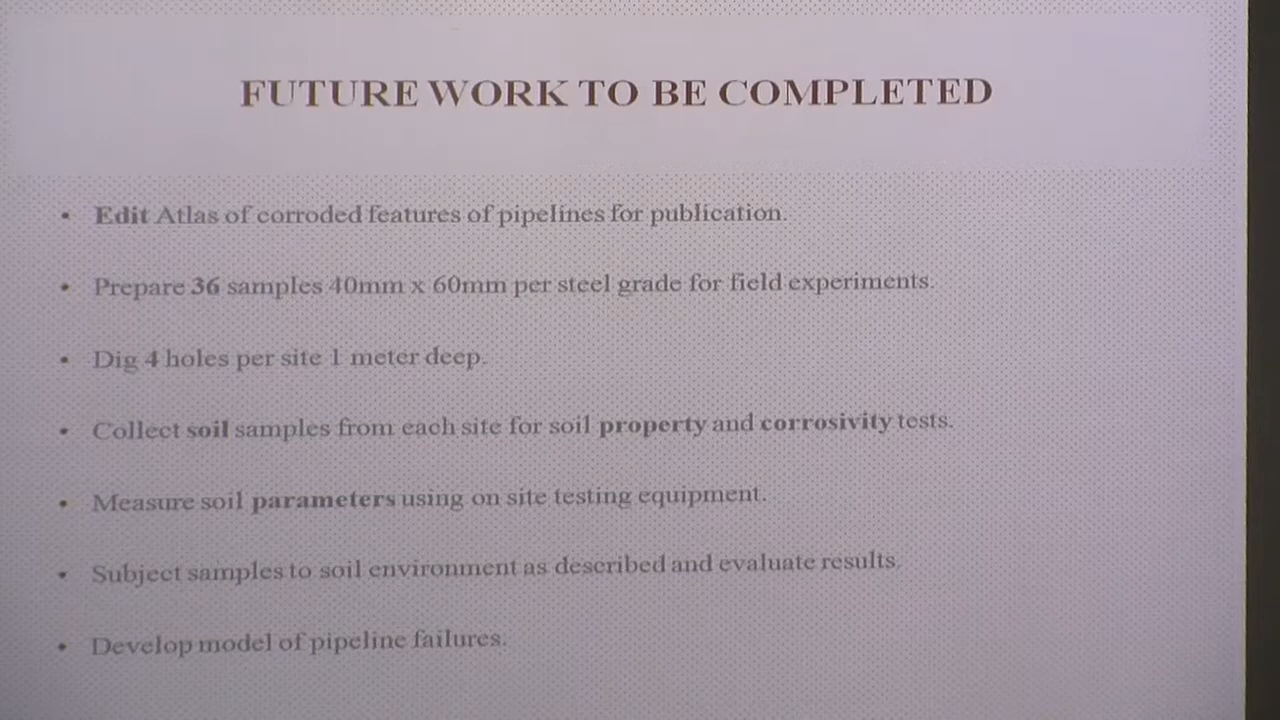 FUTURE WORK TO BE COMPLETED
• Edit Atlas of corroded features of pipelines for publication.
• Prepare 36 samples 40mm x 60mm per steel grade for field experiments.
• Dig 4 holes per site 1 meter deep.
• Collect soil samples from each site for soil property and corrosivity tests.
• Measure soil parameters using on site testing equipment.
• Subject samples to soil environment as described and evaluate results.
• Develop model of pipeline failures.